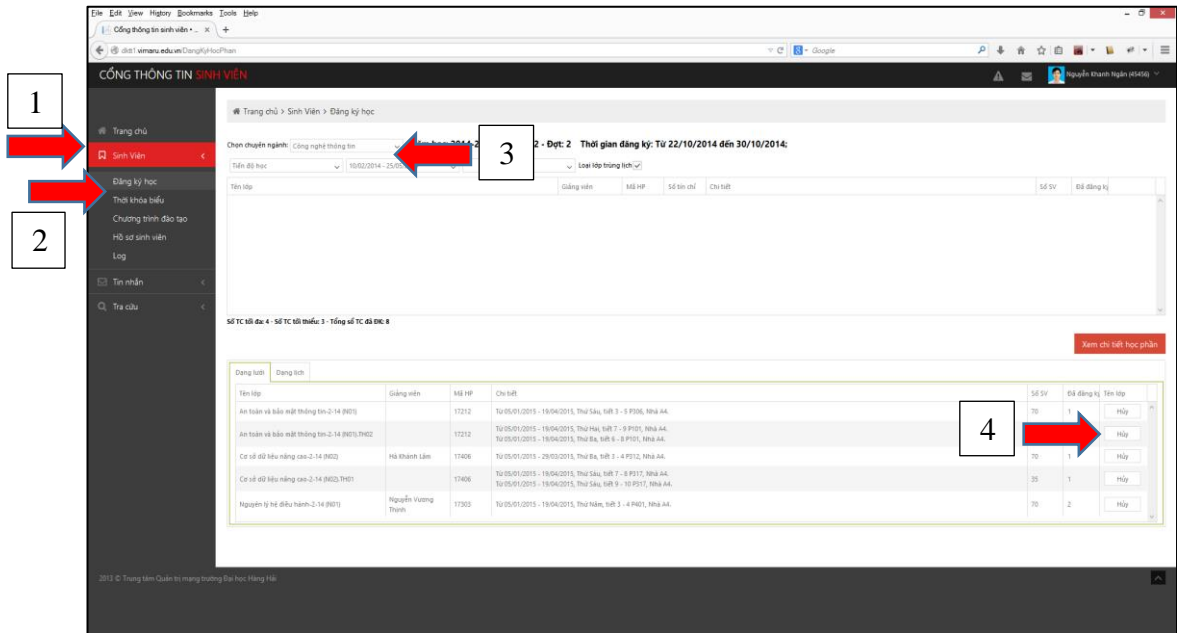 File Edit View History Bookmarks Tools Help
Cổng thông tin sinh viên • ... × +
dktt1.vimaru.edu.vn/DangKyHocPhan Google
CỔNG THÔNG TIN SINH VIÊN Nguyễn Khanh Ngân (45456)
1
Trang chủ > Sinh Viên > Đăng ký học
Trang chủ
Chọn chuyên ngành: Công nghệ thông tin 2 - Đợt: 2 Thời gian đăng ký: Từ 22/10/2014 đến 30/10/2014;
3
Sinh Viên
Tiến độ học 10/02/2014 - 25/05 Loại lớp trùng lịch
Đăng ký học
Tên lớp Giảng viên Mã HP Số tín chỉ Chi tiết Số SV Đã đăng ký
Thời khóa biểu
Chương trình đào tạo
2
Hồ sơ sinh viên
Log
Tin nhắn
Tra cứu
Số TC tối đa: 4 - Số TC tối thiểu: 3 - Tổng số TC đã ĐK: 8
Xem chi tiết học phần
Dạng lưới Dạng lịch
Tên lớp Giảng viên Mã HP Chi tiết Số SV Đã đăng ký Tên lớp
An toàn và bảo mật thông tin-2-14 (N01) 17212 Từ 05/01/2015 - 19/04/2015, Thứ Sáu, tiết 3 - 5 P306, Nhà A4. 70 1 Hủy
4
An toàn và bảo mật thông tin-2-14 (N01).TH02 17212 Từ 05/01/2015 - 19/04/2015, Thứ Hai, tiết 7 - 9 P101, Nhà A4. Hủy
Từ 05/01/2015 - 19/04/2015, Thứ Ba, tiết 6 - 8 P101, Nhà A4.
Cơ sở dữ liệu nâng cao-2-14 (N02) Hà Khánh Lâm 17406 Từ 05/01/2015 - 29/03/2015, Thứ Ba, tiết 3 - 4 P312, Nhà A4. 70 1 Hủy
Cơ sở dữ liệu nâng cao-2-14 (N02).TH01 17406 Từ 05/01/2015 - 19/04/2015, Thứ Sáu, tiết 7 - 8 P317, Nhà A4. 35 1 Hủy
Từ 05/01/2015 - 19/04/2015, Thứ Sáu, tiết 9 - 10 P317, Nhà A4.
Nguyên lý hệ điều hành-2-14 (N01) Nguyễn Vương Thịnh 17303 Từ 05/01/2015 - 19/04/2015, Thứ Năm, tiết 3 - 4 P401, Nhà A4. 70 2 Hủy
2013 © Trung tâm Quản trị mạng trường Đại học Hàng Hải